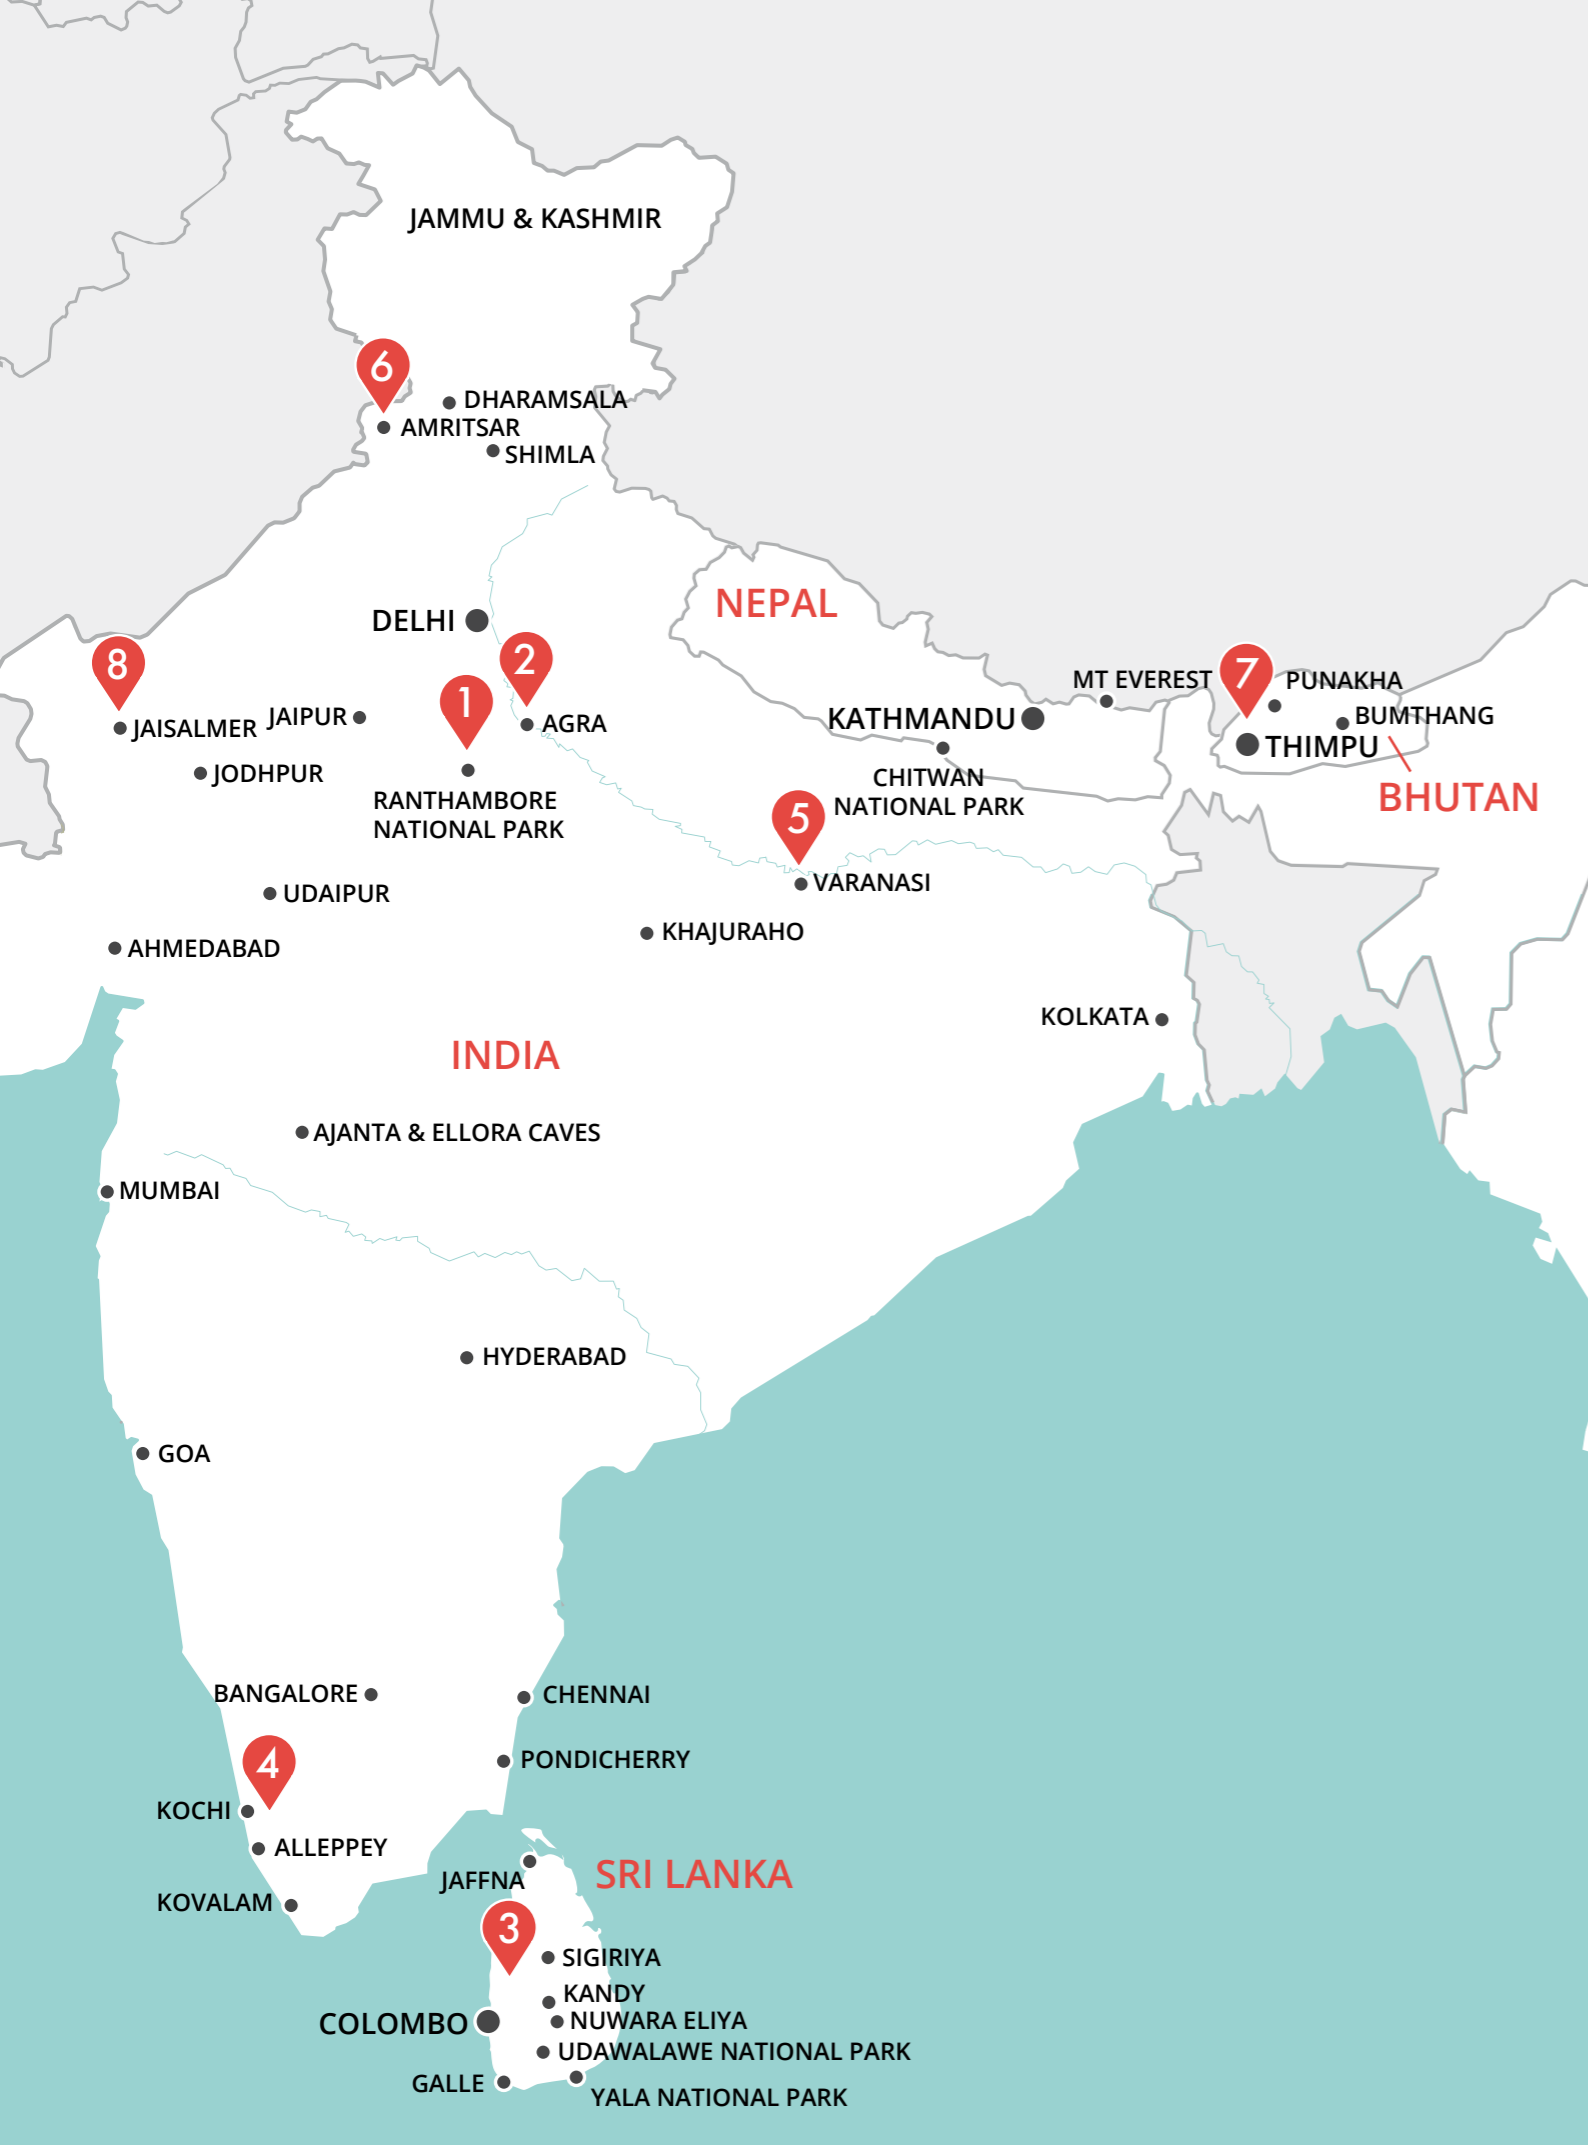 JAMMU & KASHMIR
6
DHARAMSALA
AMRITSAR
SHIMLA
NEPAL
DELHI
2
8
1
7
MT EVEREST
PUNAKHA
JAISALMER
JAIPUR
AGRA
KATHMANDU
BUMTHANG
THIMPU
JODHPUR
CHITWAN
NATIONAL PARK
BHUTAN
RANTHAMBORE
NATIONAL PARK
5
VARANASI
UDAIPUR
KHAJURAHO
AHMEDABAD
KOLKATA
INDIA
AJANTA & ELLORA CAVES
MUMBAI
HYDERABAD
GOA
BANGALORE
CHENNAI
4
PONDICHERRY
KOCHI
ALLEPPEY
JAFFNA
SRI LANKA
KOVALAM
3
SIGIRIYA
KANDY
COLOMBO
NUWARA ELIYA
UDAWALAWE NATIONAL PARK
GALLE
YALA NATIONAL PARK